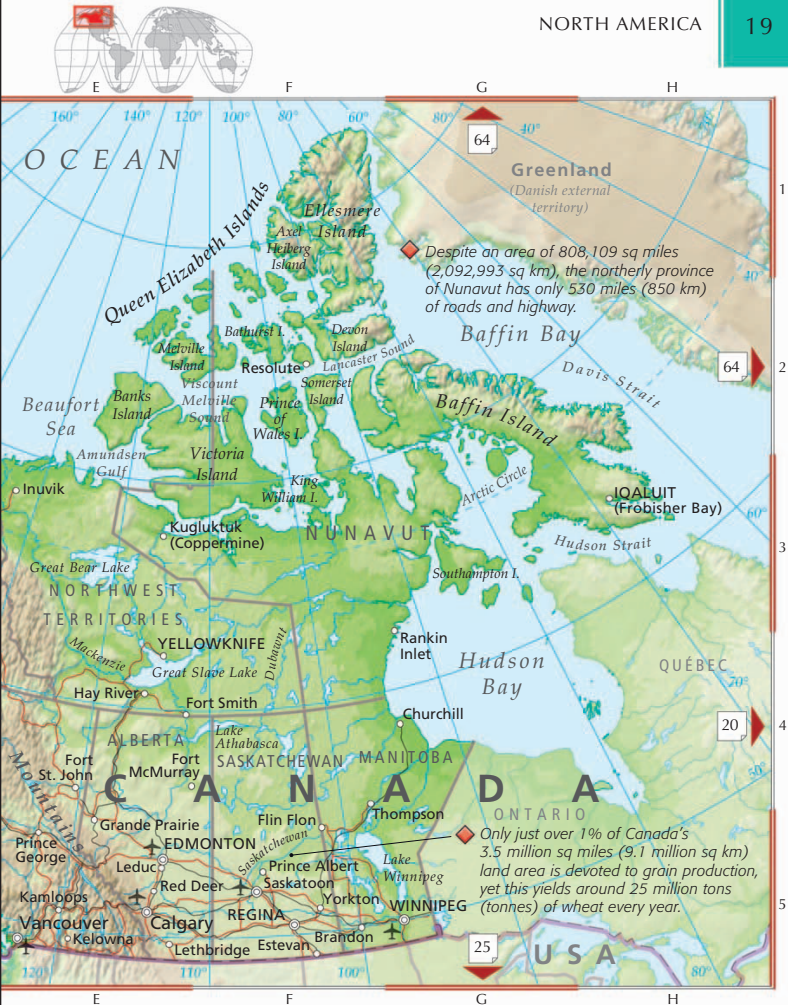 NORTH AMERICA
19
E
F
G
H
160°
140°
120°
100°
80°
60°
80°
40°
64
OCEAN
Greenland
(Danish external
territory)
1
Queen Elizabeth Islands
Ellesmere
Island
Axel
Heiberg
Island
Despite an area of 808,109 sq miles
(2,092,993 sq km), the northerly province
of Nunavut has only 530 miles (850 km)
of roads and highway.
40°
Bathurst I.
Devon
Island
Baffin Bay
Melville
Island
Resolute
Lancaster Sound
64
2
Davis Strait
Banks
Island
Viscount
Melville
Sound
Somerset
Island
Prince
of
Wales I.
Baffin Island
Beaufort
Sea
Amundsen
Gulf
Victoria
Island
King
William I.
Arctic Circle
Inuvik
IQALUIT
(Frobisher Bay)
60°
Kugluktuk
(Coppermine)
NUNAVUT
Hudson Strait
3
Great Bear Lake
Southampton I.
NORTHWEST
TERRITORIES
YELLOWKNIFE
Mackenzie
Great Slave Lake
Dubawnt
Rankin
Inlet
Hudson
Bay
QUÉBEC
70°
Hay River
Fort Smith
Churchill
20
4
ALBERTA
Lake
Athabasca
SASKATCHEWAN
MANITOBA
Fort
St. John
Fort
McMurray
50°
Mountains
CANADA
ONTARIO
Grande Prairie
Flin Flon
Thompson
Prince
George
EDMONTON
Saskatchewan
Only just over 1% of Canada's
3.5 million sq miles (9.1 million sq km)
land area is devoted to grain production,
yet this yields around 25 million tons
(tonnes) of wheat every year.
Leduc
Prince Albert
Lake
Winnipeg
Red Deer
Saskatoon
Kamloops
Yorkton
5
Vancouver
Calgary
REGINA
WINNIPEG
Kelowna
Lethbridge
Estevan
Brandon
25
USA
120°
110°
100°
80°
E
F
G
H